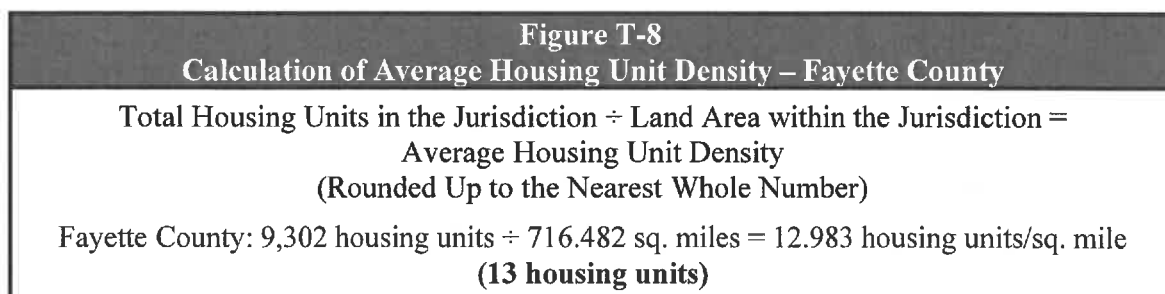 Figure T-8
Calculation of Average Housing Unit Density – Fayette County
Total Housing Units in the Jurisdiction ÷ Land Area within the Jurisdiction =
Average Housing Unit Density
(Rounded Up to the Nearest Whole Number)
Fayette County: 9,302 housing units ÷ 716.482 sq. miles = 12.983 housing units/sq. mile
(13 housing units)